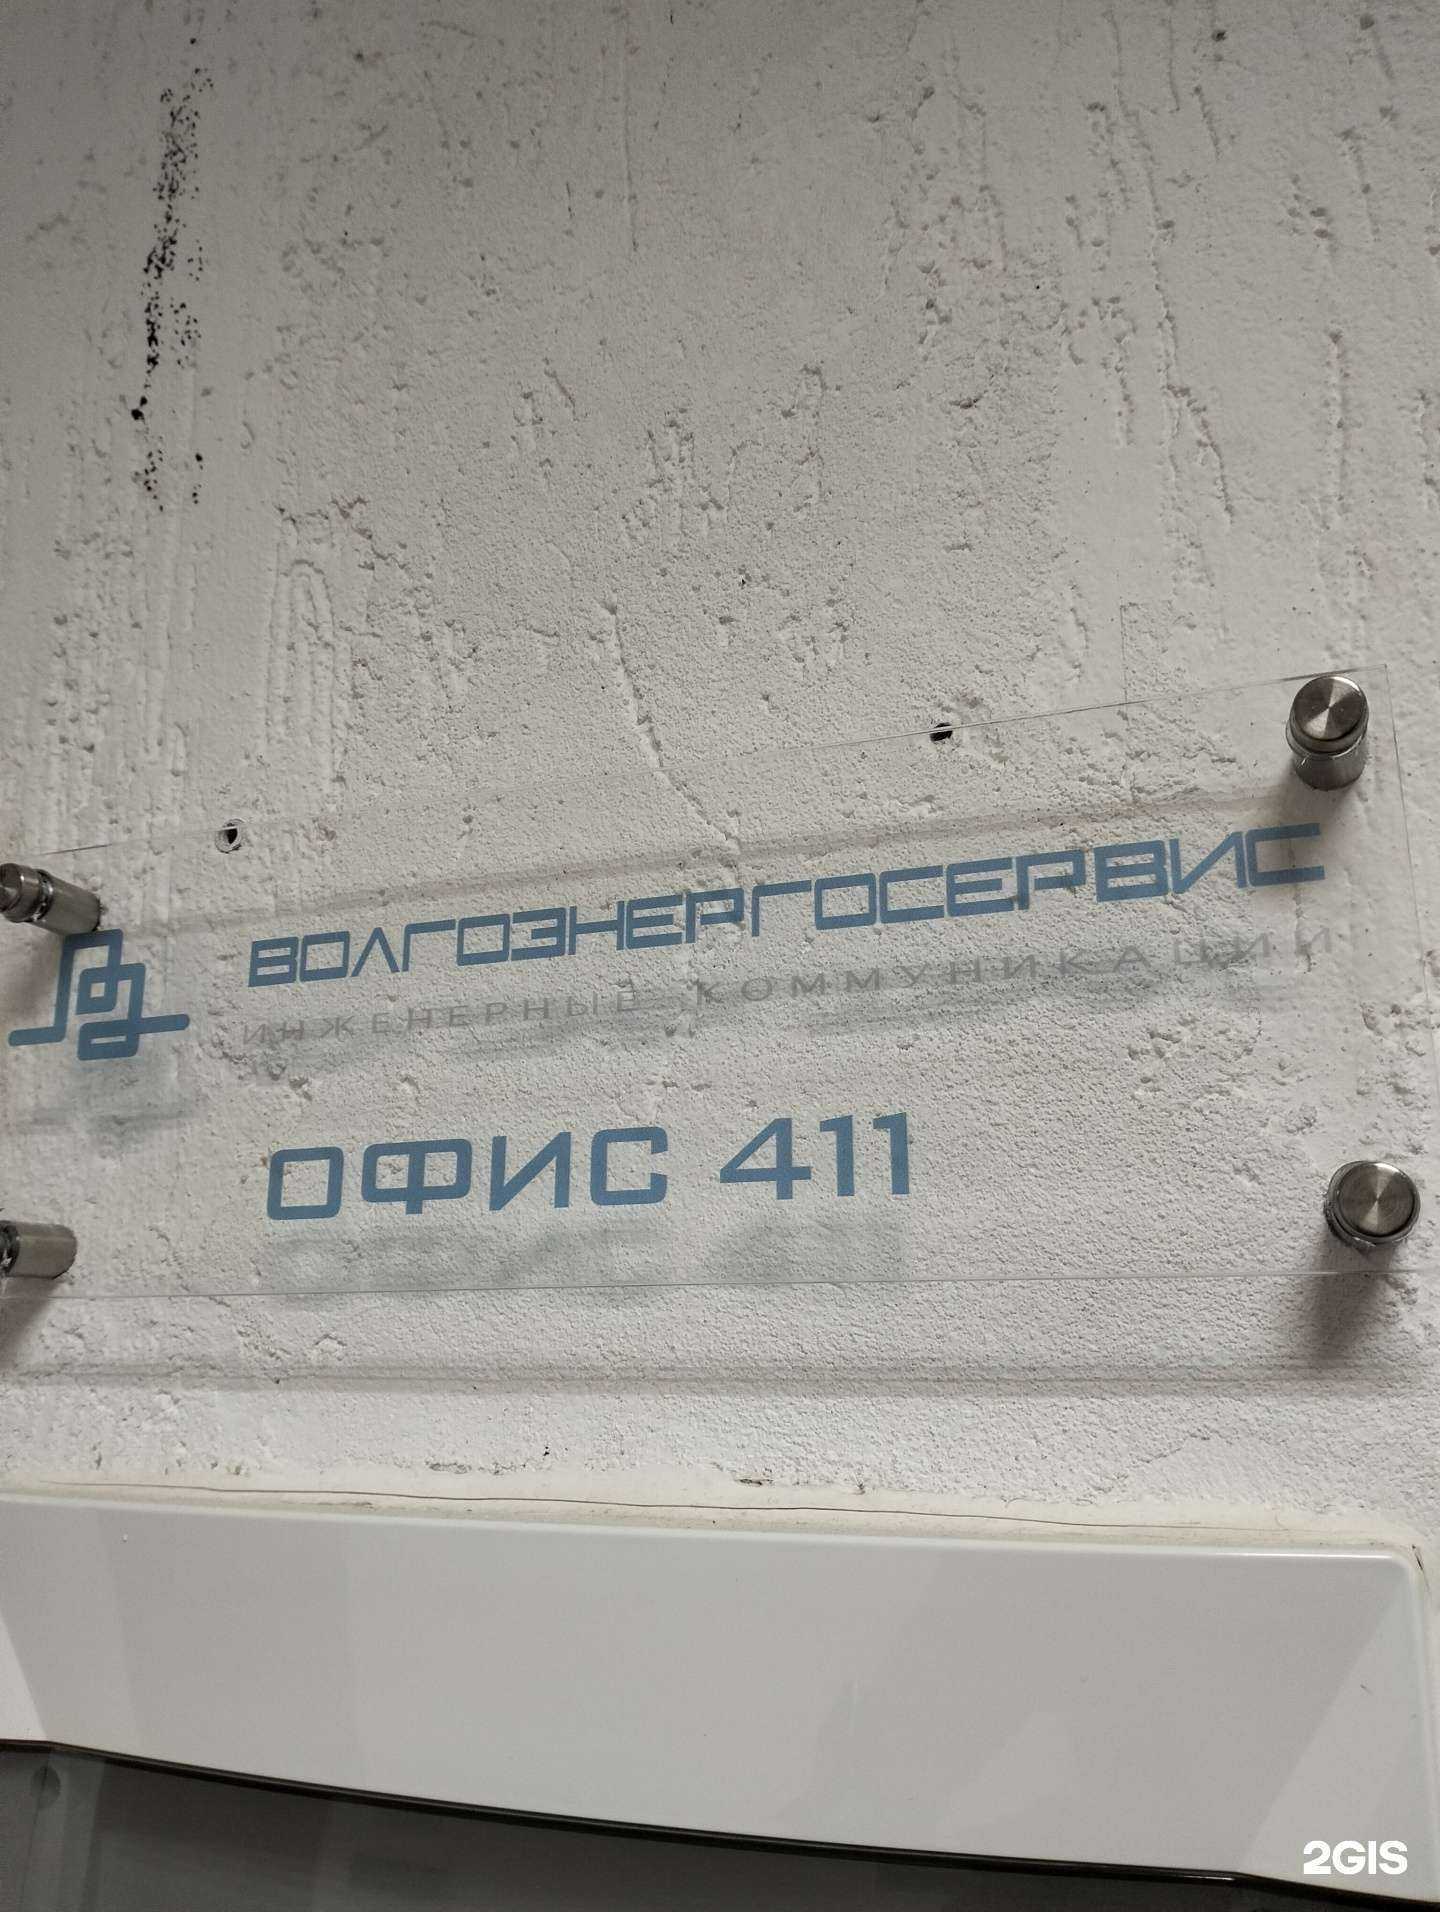 ВОЛГОЭНЕРГОСЕРВИС
ИНЖЕНЕРНЫЕ КОММУНИКАЦИИ
ОФИС 411
2GIS